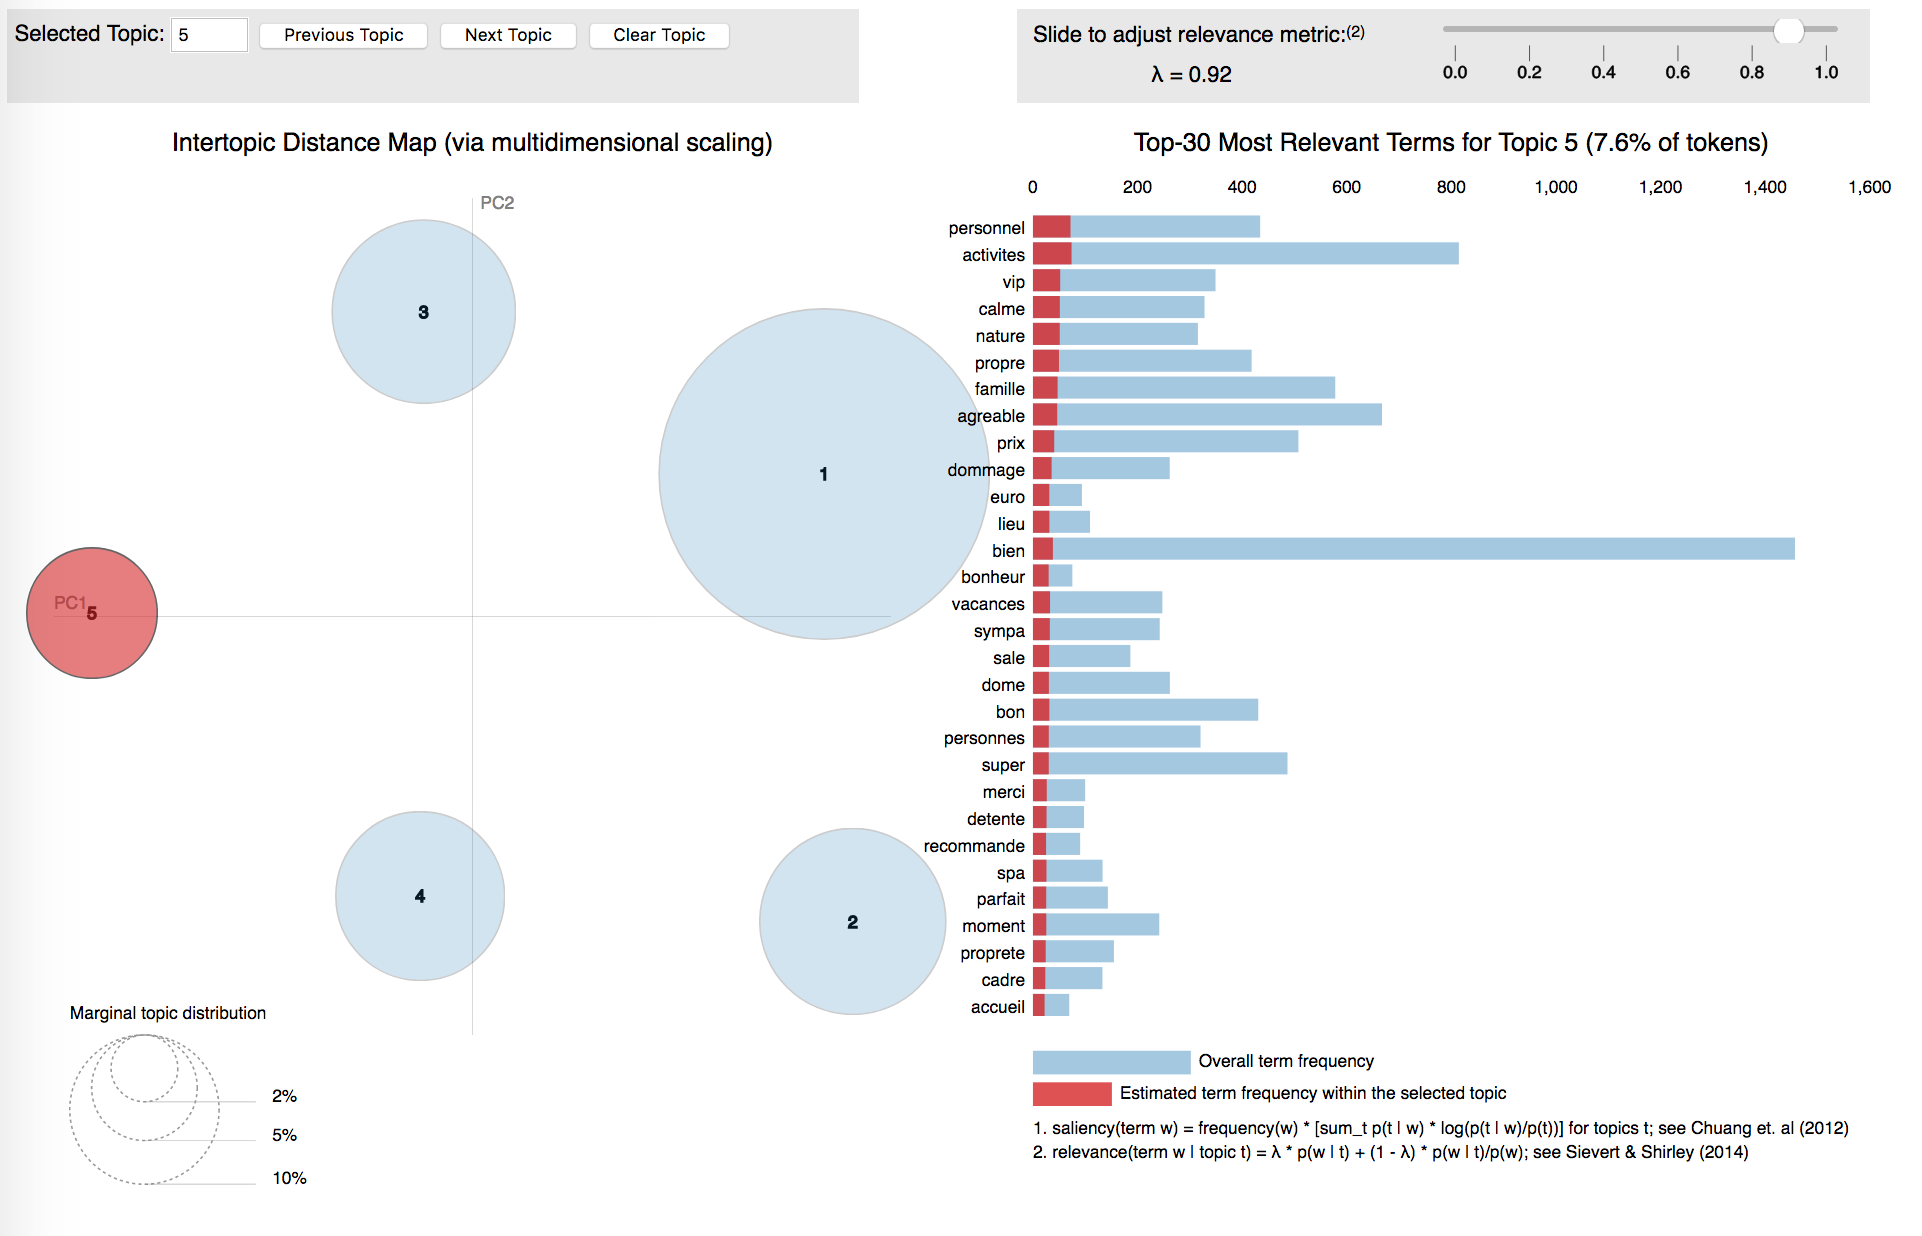 Selected Topic: 5 Previous Topic Next Topic Clear Topic
Slide to adjust relevance metric:(2)
λ = 0.92
0.0 0.2 0.4 0.6 0.8 1.0
Intertopic Distance Map (via multidimensional scaling)
PC2
3
1
PC1
5
4
2
Marginal topic distribution
2%
5%
10%
Top-30 Most Relevant Terms for Topic 5 (7.6% of tokens)
0 200 400 600 800 1,000 1,200 1,400 1,600
personnel
activites
vip
calme
nature
propre
famille
agreable
prix
dommage
euro
lieu
bien
bonheur
vacances
sympa
sale
dome
bon
personnes
super
merci
detente
recommande
spa
parfait
moment
proprete
cadre
accueil
Overall term frequency
Estimated term frequency within the selected topic
1. saliency(term w) = frequency(w) * [sum_t p(t | w) * log(p(t | w)/p(t))] for topics t; see Chuang et. al (2012)
2. relevance(term w | topic t) = λ * p(w | t) + (1 - λ) * p(w | t)/p(w); see Sievert & Shirley (2014)